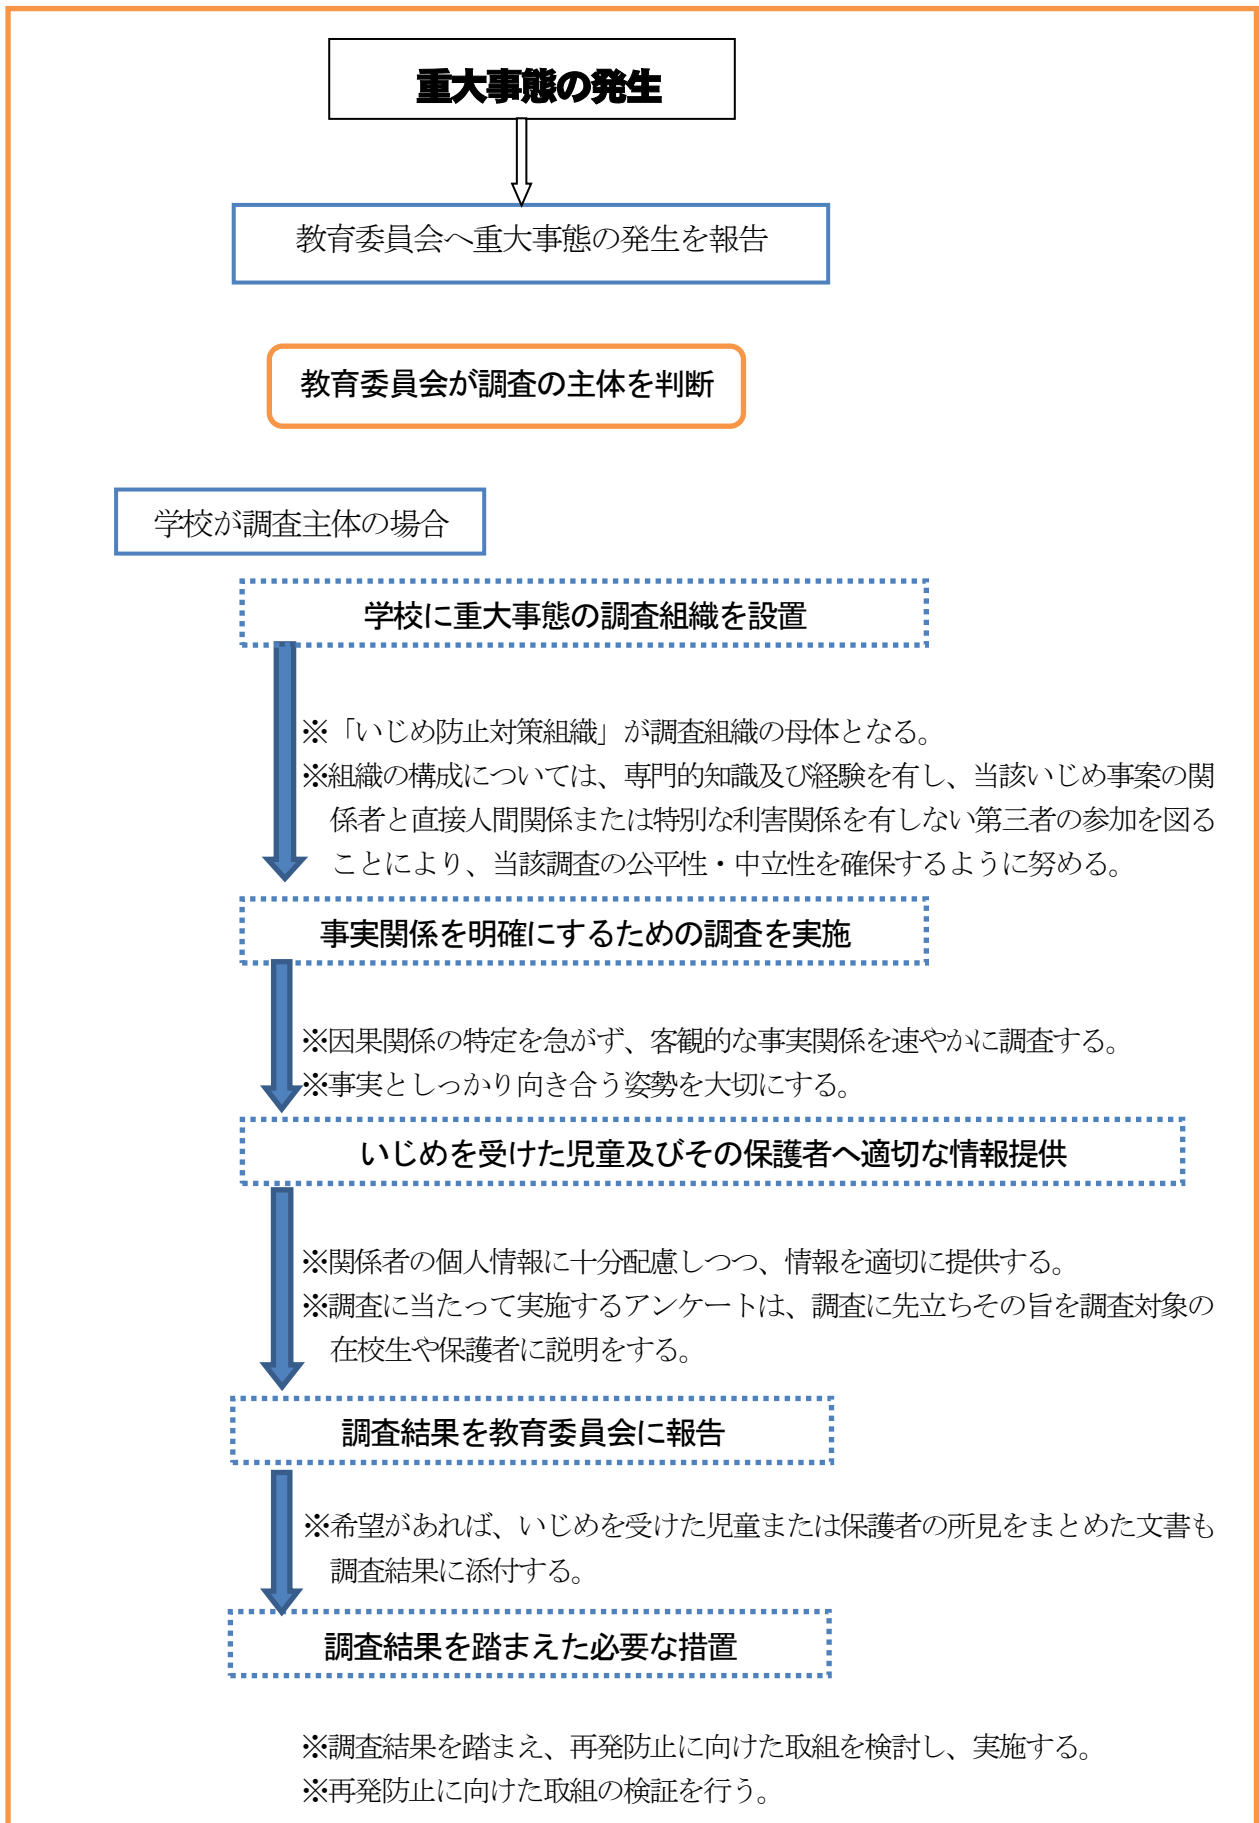 重大事態の発生
教育委員会へ重大事態の発生を報告
教育委員会が調査の主体を判断
学校が調査主体の場合
学校に重大事態の調査組織を設置
※「いじめ防止対策組織」が調査組織の母体となる。
※組織の構成については、専門的知識及び経験を有し、当該いじめ事案の関
係者と直接人間関係または特別な利害関係を有しない第三者の参加を図る
ことにより、当該調査の公平性・中立性を確保するように努める。
事実関係を明確にするための調査を実施
※因果関係の特定を急がず、客観的な事実関係を速やかに調査する。
※事実としっかり向き合う姿勢を大切にする。
いじめを受けた児童及びその保護者へ適切な情報提供
※関係者の個人情報に十分配慮しつつ、情報を適切に提供する。
※調査に当たって実施するアンケートは、調査に先立ちその旨を調査対象の
在校生や保護者に説明をする。
調査結果を教育委員会に報告
※希望があれば、いじめを受けた児童または保護者の所見をまとめた文書も
調査結果に添付する。
調査結果を踏まえた必要な措置
※調査結果を踏まえ、再発防止に向けた取組を検討し、実施する。
※再発防止に向けた取組の検証を行う。